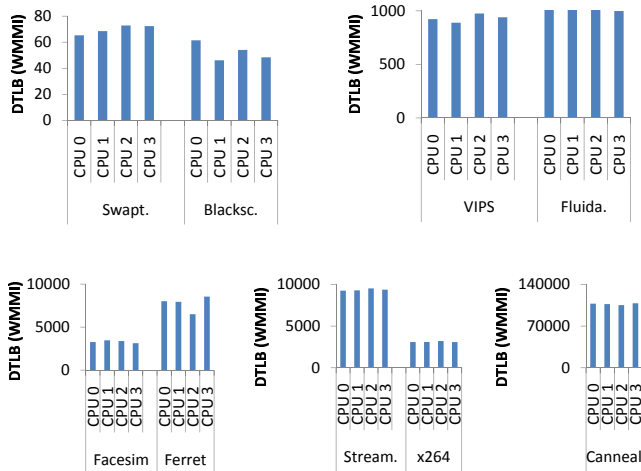 DTLB (WMMI)
80
60
40
20
0
CPU 0
CPU 1
CPU 2
CPU 3
CPU 0
CPU 1
CPU 2
CPU 3
Swapt.
Blacksc.
DTLB (WMMI)
1000
500
0
CPU 0
CPU 1
CPU 2
CPU 3
CPU 0
CPU 1
CPU 2
CPU 3
VIPS
Fluida.
DTLB (WMMI)
10000
5000
0
CPU 0
CPU 1
CPU 2
CPU 3
CPU 0
CPU 1
CPU 2
CPU 3
Facesim
Ferret
DTLB (WMMI)
10000
5000
0
CPU 0
CPU 1
CPU 2
CPU 3
CPU 0
CPU 1
CPU 2
CPU 3
Stream.
x264
DTLB (WMMI)
140000
70000
0
CPU 0
CPU 1
CPU 2
CPU 3
Canneal